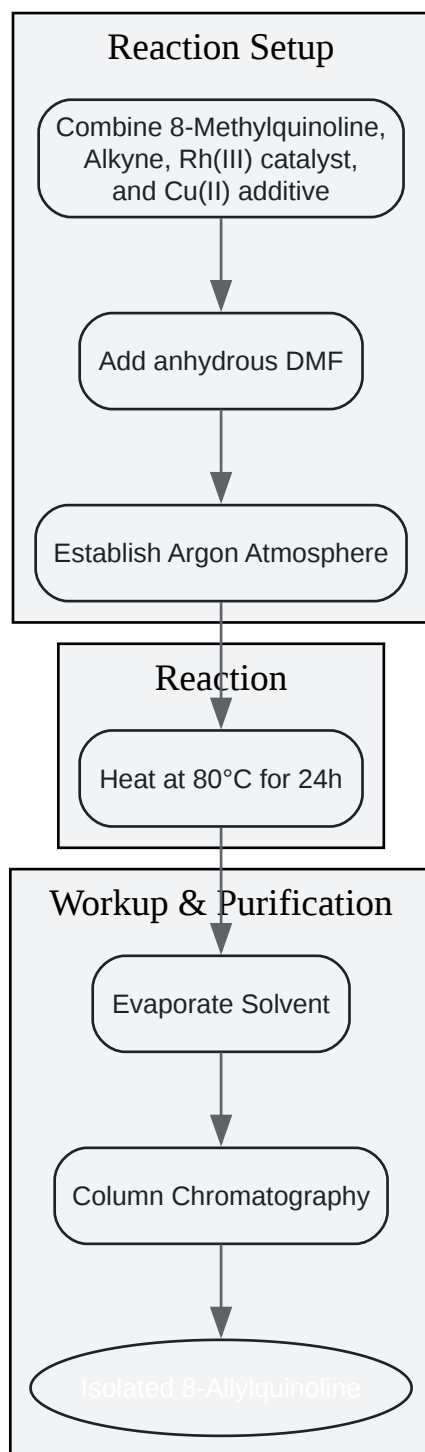 Reaction Setup
Combine 8-Methylquinoline,
Alkyne, Rh(III) catalyst,
and Cu(II) additive
Add anhydrous DMF
Establish Argon Atmosphere
Reaction
Heat at 80°C for 24h
Workup & Purification
Evaporate Solvent
Column Chromatography
Isolated 8-Allylquinoline